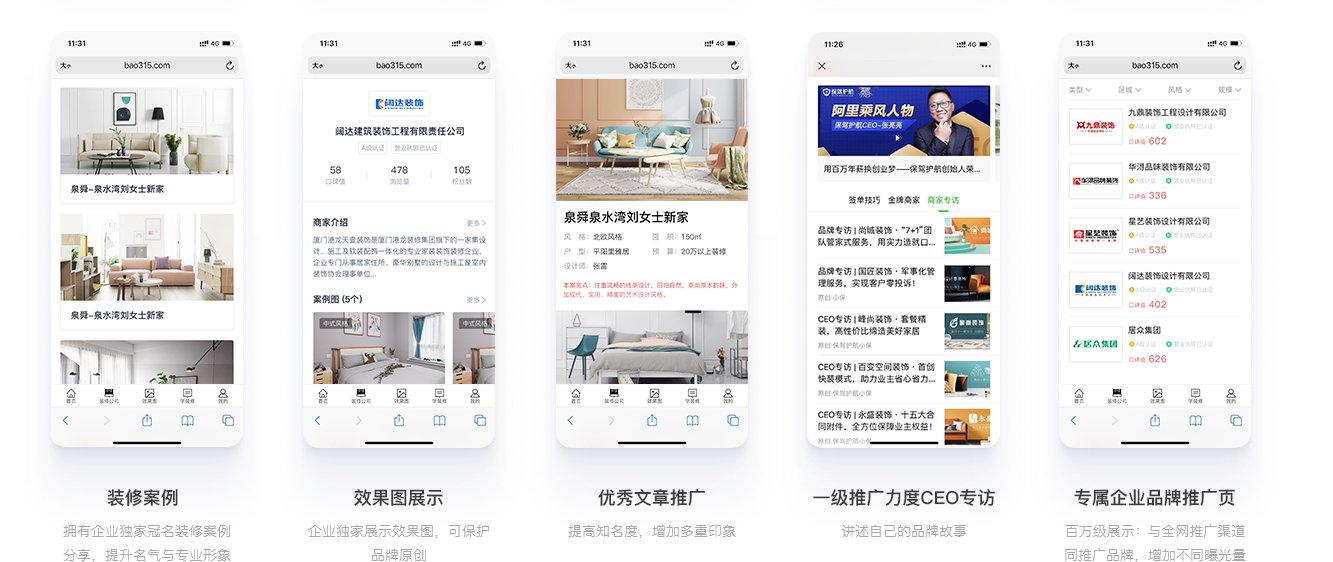 11:31
4G
大小
bao315.com
泉舜-泉水湾刘女士新家
泉舜-泉水湾刘女士新家
首页
装修公司
效果图
学装修
我的
装修案例
拥有企业独家冠名装修案例
分享，提升名气与专业形象
11:31
4G
大小
bao315.com
阔达装饰
阔达建筑装饰工程有限责任公司
A级认证
营业执照已认证
58
478
105
口碑值
浏览量
粉丝数
商家介绍
更多
厦门港龙天壹装饰是厦门港龙装修集团旗下的一家集设
计、施工及软装配饰一体化的专业家装装饰装修企业，
企业专门从事居家住所、豪华别墅的设计与施工是室内
装饰协会理事单位...
案例图 (5个)
更多
中式风格
中式风格
首页
装修公司
效果图
学装修
我的
效果图展示
企业独家展示效果图，可保护
品牌原创
11:31
4G
大小
bao315.com
泉舜泉水湾刘女士新家
风 格：北欧风格
面 积：150㎡
户 型：平阳里雅居
预 算：20万以上装修
设计师：张雷
本案亮点：注重流畅的线条设计，回归自然，崇尚原木韵味，外
加现代、实用、精美的艺术设计风格。
首页
装修公司
效果图
学装修
我的
优秀文章推广
提高知名度，增加多重印象
11:26
4G
保驾护航
阿里乘风人物
保驾护航CEO-张亮亮
用百万年薪换创业梦——保驾护航创始人荣...
签单技巧
金牌商家
商家专访
品牌专访 | 尚城装饰 · “7+1”团
队管家式服务，用实力造就口...
品牌专访 | 国匠装饰 · 军事化管
理服务，实现客户零投诉！
原创:小保
CEO专访 | 峰尚装饰 · 套餐精
装，高性价比缔造美好家居
原创:保驾护航小保
CEO专访 | 百变空间装饰 · 首创
快装模式，助力业主省心省力...
原创:保驾护航小保
CEO专访 | 永盛装饰 · 十五大合
同附件，全方位保障业主权益！
原创:保驾护航小保
一级推广力度CEO专访
讲述自己的品牌故事
11:31
4G
大小
bao315.com
类型
区域
风格
规模
九鼎装饰
九鼎装饰工程设计有限公司
A级认证
营业执照已认证
口碑值 602
华浔品味装饰
华浔品味装饰有限公司
A级认证
营业执照已认证
口碑值 336
星艺装饰
星艺装饰设计有限公司
A级认证
营业执照已认证
口碑值 535
阔达装饰
阔达装饰设计有限公司
A级认证
营业执照已认证
口碑值 402
居众集团
居众集团
A级认证
营业执照已认证
口碑值 626
首页
装修公司
效果图
学装修
我的
专属企业品牌推广页
百万级展示：与全网推广渠道
同推广品牌，增加不同曝光量